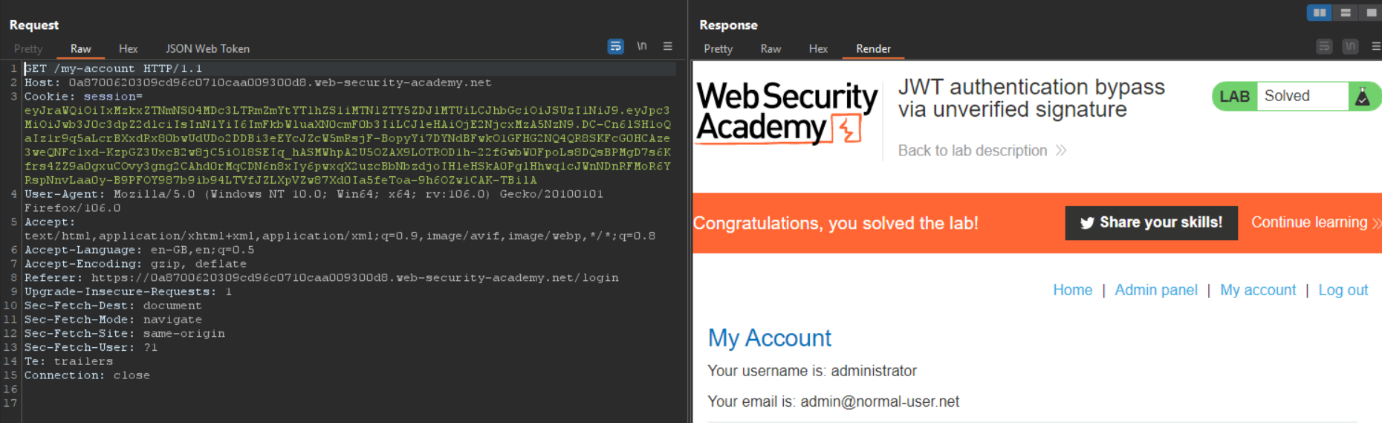 Request
Pretty Raw Hex JSON Web Token
\n
1 GET /my-account HTTP/1.1
2 Host: 0a8700620309cd96c0710caa009300d8.web-security-academy.net
3 Cookie: session=
4 User-Agent: Mozilla/5.0 (Windows NT 10.0; Win64; x64; rv:106.0) Gecko/20100101
Firefox/106.0
5 Accept:
text/html,application/xhtml+xml,application/xml;q=0.9,image/avif,image/webp,*/*;q=0.8
6 Accept-Language: en-GB,en;q=0.5
7 Accept-Encoding: gzip, deflate
8 Referer: https://0a8700620309cd96c0710caa009300d8.web-security-academy.net/login
9 Upgrade-Insecure-Requests: 1
10 Sec-Fetch-Dest: document
11 Sec-Fetch-Mode: navigate
12 Sec-Fetch-Site: same-origin
13 Sec-Fetch-User: ?1
14 Te: trailers
15 Connection: close
16
17
Response
Pretty Raw Hex Render
\n
Web Security
Academy
JWT authentication bypass
via unverified signature
Back to lab description
LAB Solved
Congratulations, you solved the lab!
Share your skills!
Continue learning
Home | Admin panel | My account | Log out
My Account
Your username is: administrator
Your email is: admin@normal-user.net